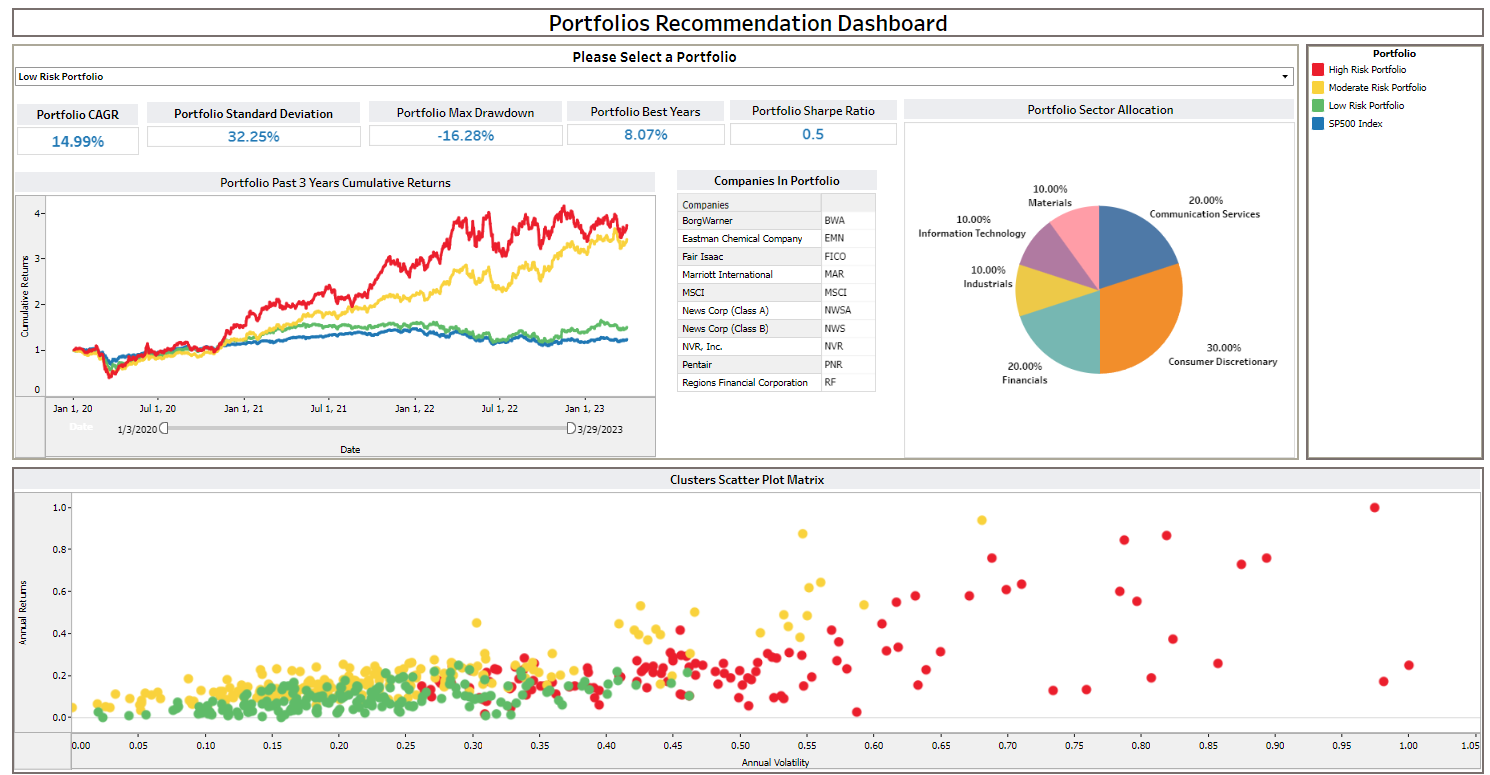 Portfolios Recommendation Dashboard
Please Select a Portfolio
Low Risk Portfolio
Portfolio CAGR
14.99%
Portfolio Standard Deviation
32.25%
Portfolio Max Drawdown
-16.28%
Portfolio Best Years
8.07%
Portfolio Sharpe Ratio
0.5
Portfolio Past 3 Years Cumulative Returns
Cumulative Returns
4
3
2
1
0
Jan 1, 20
Jul 1, 20
Jan 1, 21
Jul 1, 21
Jan 1, 22
Jul 1, 22
Jan 1, 23
Date
1/3/2020
3/29/2023
Date
Companies In Portfolio
Companies
BorgWarner BWA
Eastman Chemical Company EMN
Fair Isaac FICO
Marriott International MAR
MSCI MSCI
News Corp (Class A) NWSA
News Corp (Class B) NWS
NVR, Inc. NVR
Pentair PNR
Regions Financial Corporation RF
Portfolio Sector Allocation
10.00%
Materials
20.00%
Communication Services
10.00%
Information Technology
10.00%
Industrials
20.00%
Financials
30.00%
Consumer Discretionary
Portfolio
High Risk Portfolio
Moderate Risk Portfolio
Low Risk Portfolio
SP500 Index
Clusters Scatter Plot Matrix
Annual Returns
1.0
0.8
0.6
0.4
0.2
0.0
0.00
0.05
0.10
0.15
0.20
0.25
0.30
0.35
0.40
0.45
0.50
0.55
0.60
0.65
0.70
0.75
0.80
0.85
0.90
0.95
1.00
1.05
Annual Volatility